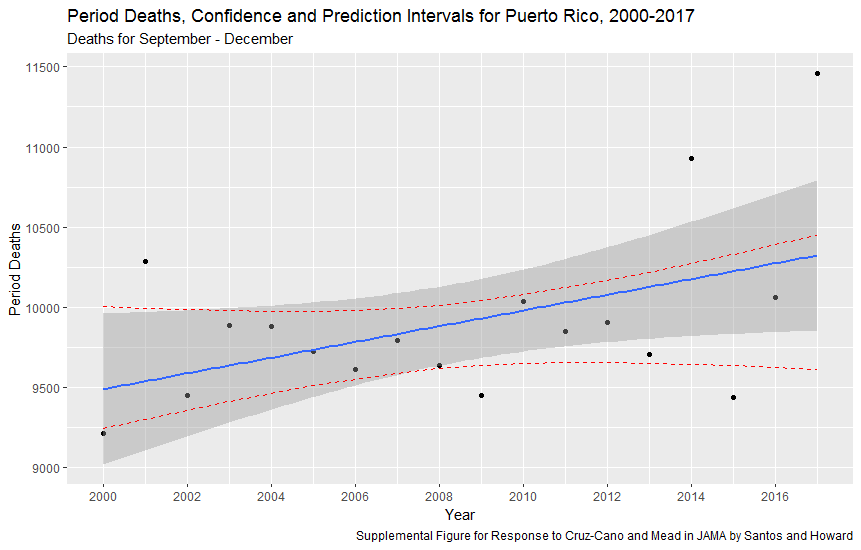 Period Deaths, Confidence and Prediction Intervals for Puerto Rico, 2000-2017
Deaths for September - December
11500
11000
10500
10000
9500
9000
Period Deaths
2000 2002 2004 2006 2008 2010 2012 2014 2016
Year
Supplemental Figure for Response to Cruz-Cano and Mead in JAMA by Santos and Howard